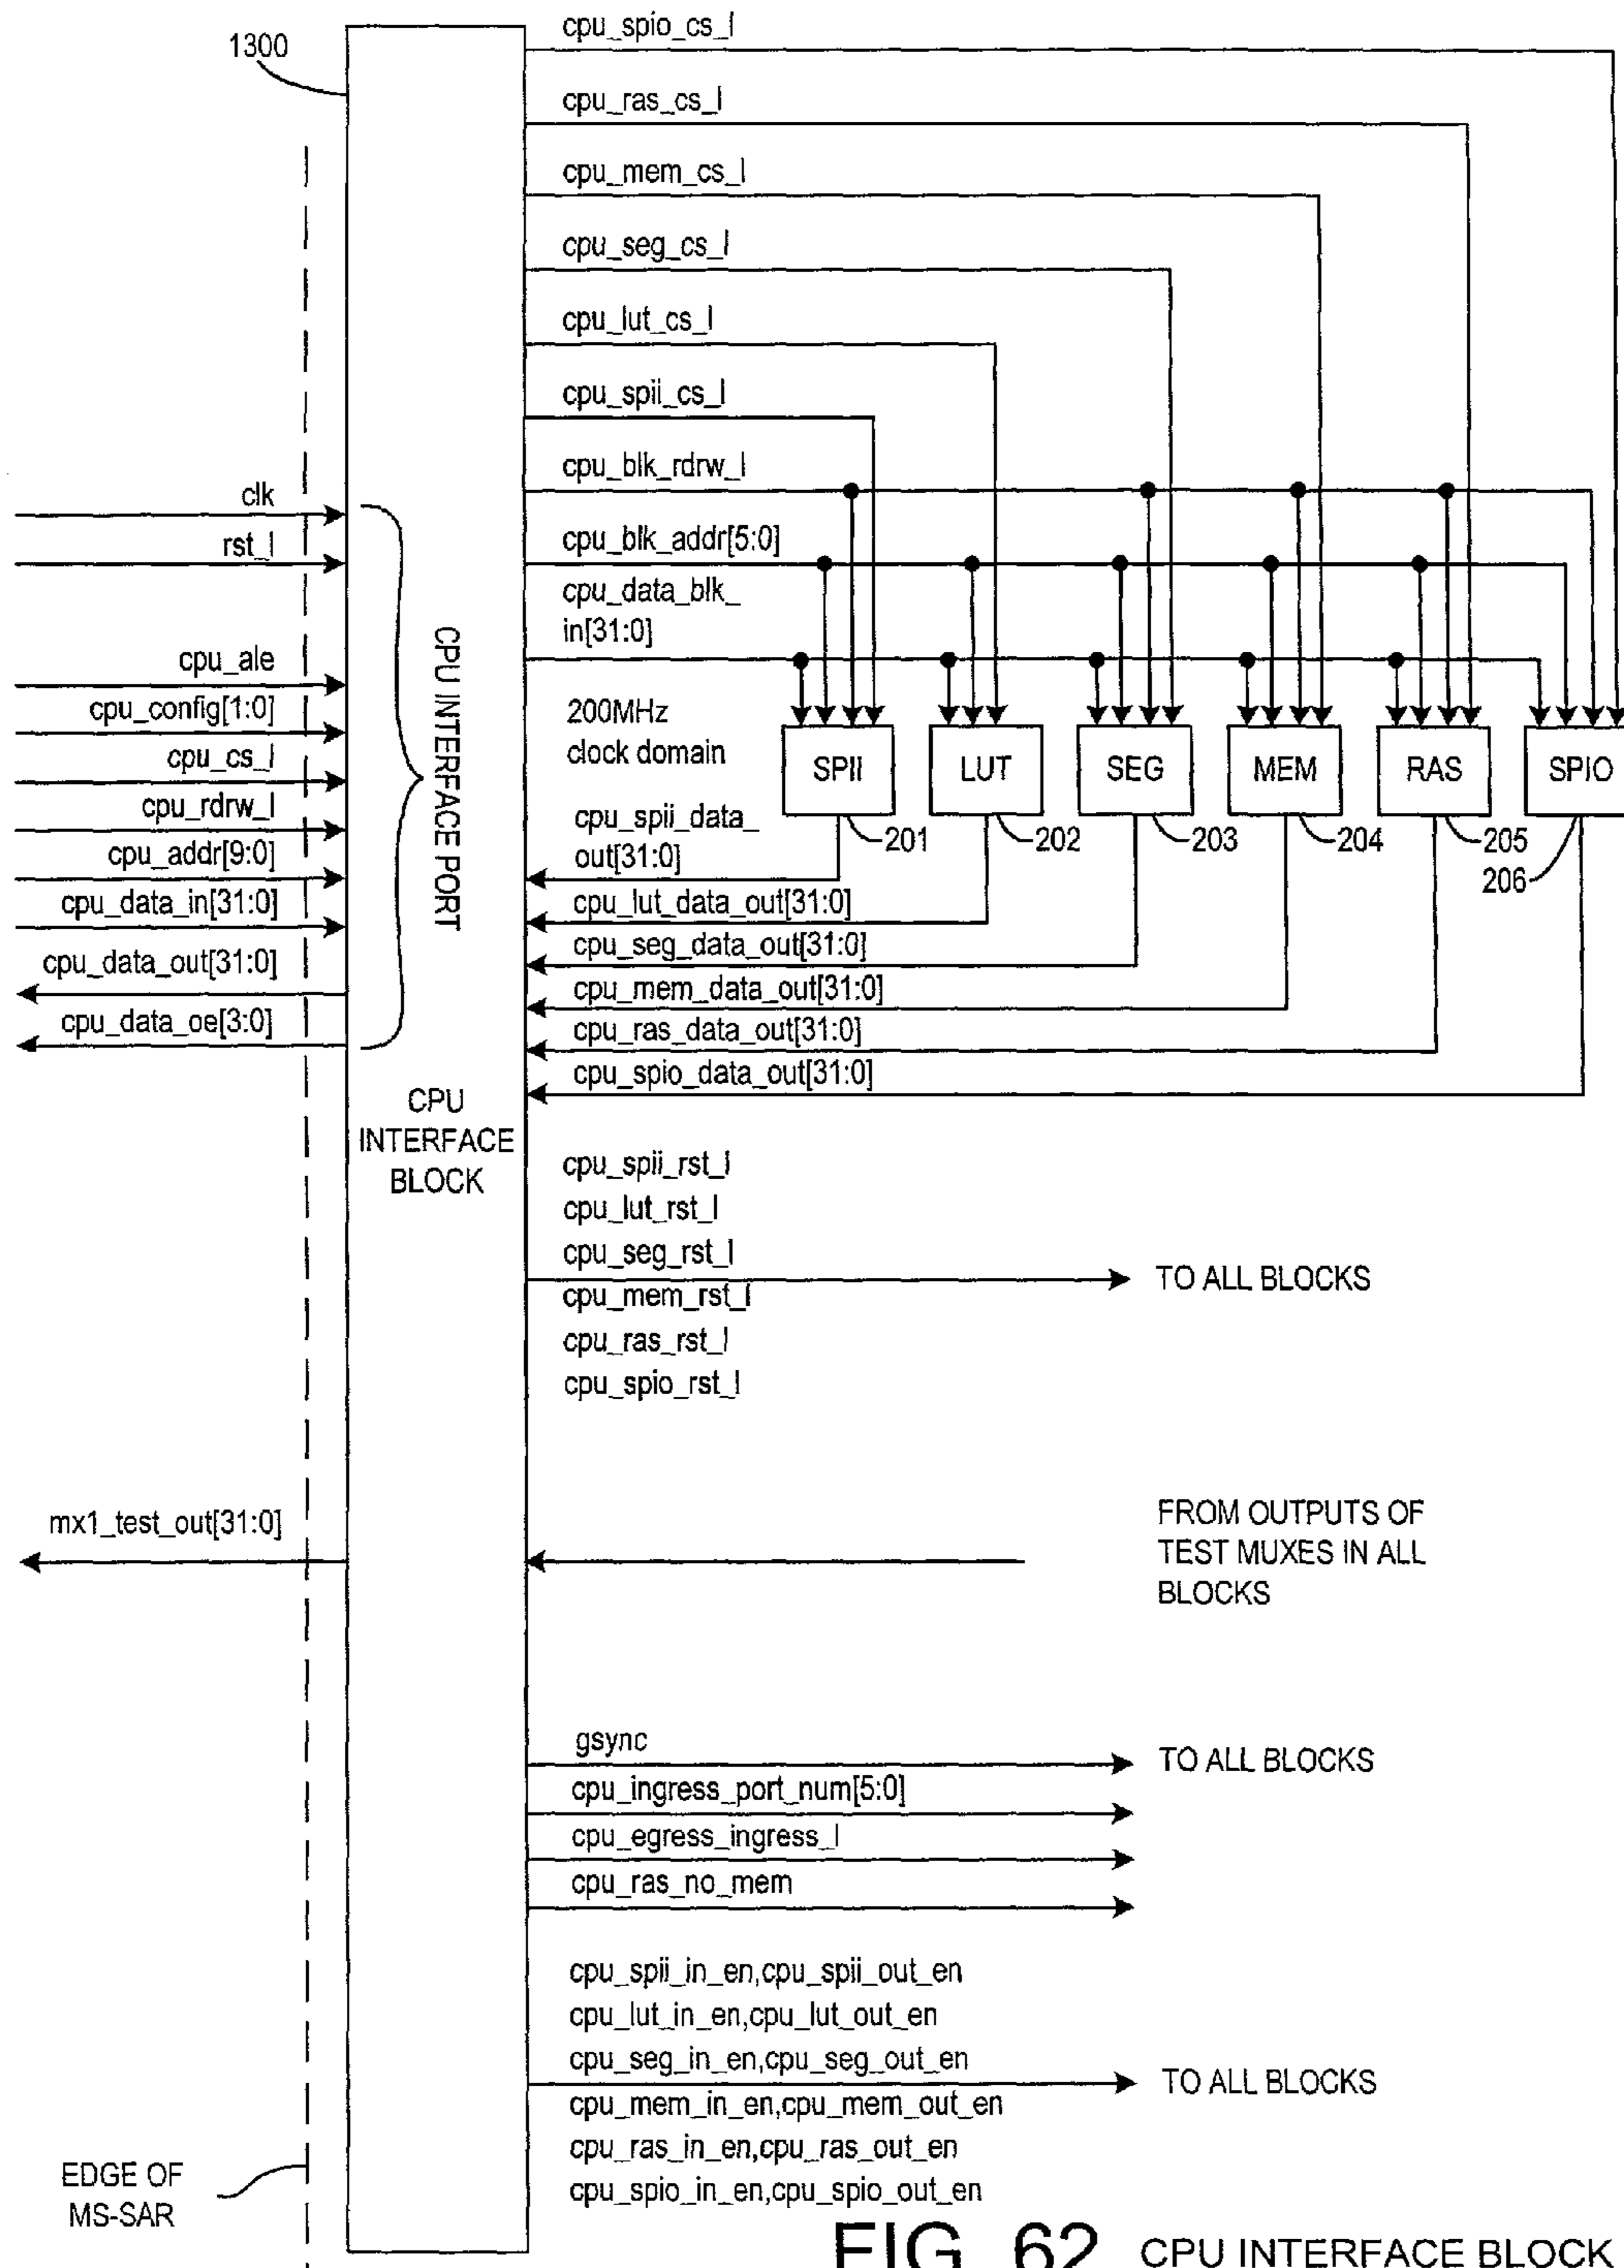 1300
cpu_spio_cs_l
cpu_ras_cs_l
cpu_mem_cs_l
cpu_seg_cs_l
cpu_lut_cs_l
cpu_spii_cs_l
cpu_blk_rdrw_l
cpu_blk_addr[5:0]
cpu_data_blk_
in[31:0]
clk
rst_l
cpu_ale
cpu_config[1:0]
cpu_cs_l
cpu_rdrw_l
cpu_addr[9:0]
cpu_data_in[31:0]
cpu_data_out[31:0]
cpu_data_oe[3:0]
CPU INTERFACE PORT
200MHz
clock domain
SPII
LUT
SEG
MEM
RAS
SPIO
201
202
203
204
205
206
cpu_spii_data_
out[31:0]
cpu_lut_data_out[31:0]
cpu_seg_data_out[31:0]
cpu_mem_data_out[31:0]
cpu_ras_data_out[31:0]
cpu_spio_data_out[31:0]
CPU
INTERFACE
BLOCK
cpu_spii_rst_l
cpu_lut_rst_l
cpu_seg_rst_l
cpu_mem_rst_l
cpu_ras_rst_l
cpu_spio_rst_l
TO ALL BLOCKS
mx1_test_out[31:0]
FROM OUTPUTS OF
TEST MUXES IN ALL
BLOCKS
gsync
TO ALL BLOCKS
cpu_ingress_port_num[5:0]
cpu_egress_ingress_l
cpu_ras_no_mem
cpu_spii_in_en,cpu_spii_out_en
cpu_lut_in_en,cpu_lut_out_en
cpu_seg_in_en,cpu_seg_out_en
cpu_mem_in_en,cpu_mem_out_en
cpu_ras_in_en,cpu_ras_out_en
cpu_spio_in_en,cpu_spio_out_en
TO ALL BLOCKS
EDGE OF
MS-SAR
FIG. 62 CPU INTERFACE BLOCK